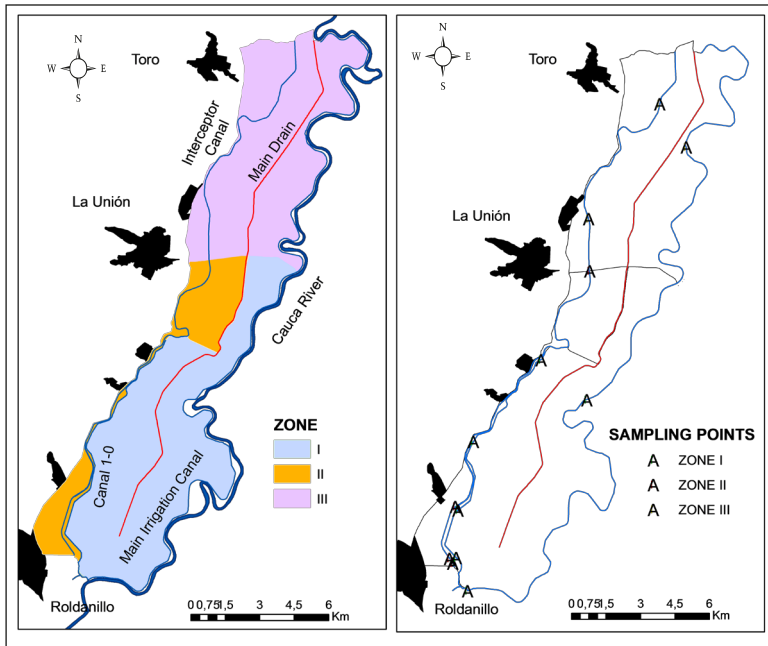 N
W E
S
Toro
Interceptor
Canal
Main Drain
La Unión
Cauca River
ZONE
I
II
III
Canal 1-0
Main Irrigation Canal
Roldanillo
0 0,75 1,5 3 4,5 6
Km
N
W E
S
Toro
A
A
La Unión
A
A
A
A
SAMPLING POINTS
A ZONE I
A ZONE II
A ZONE III
A
A
A
A
A
A
A
Roldanillo
0 0,75 1,5 3 4,5 6
Km